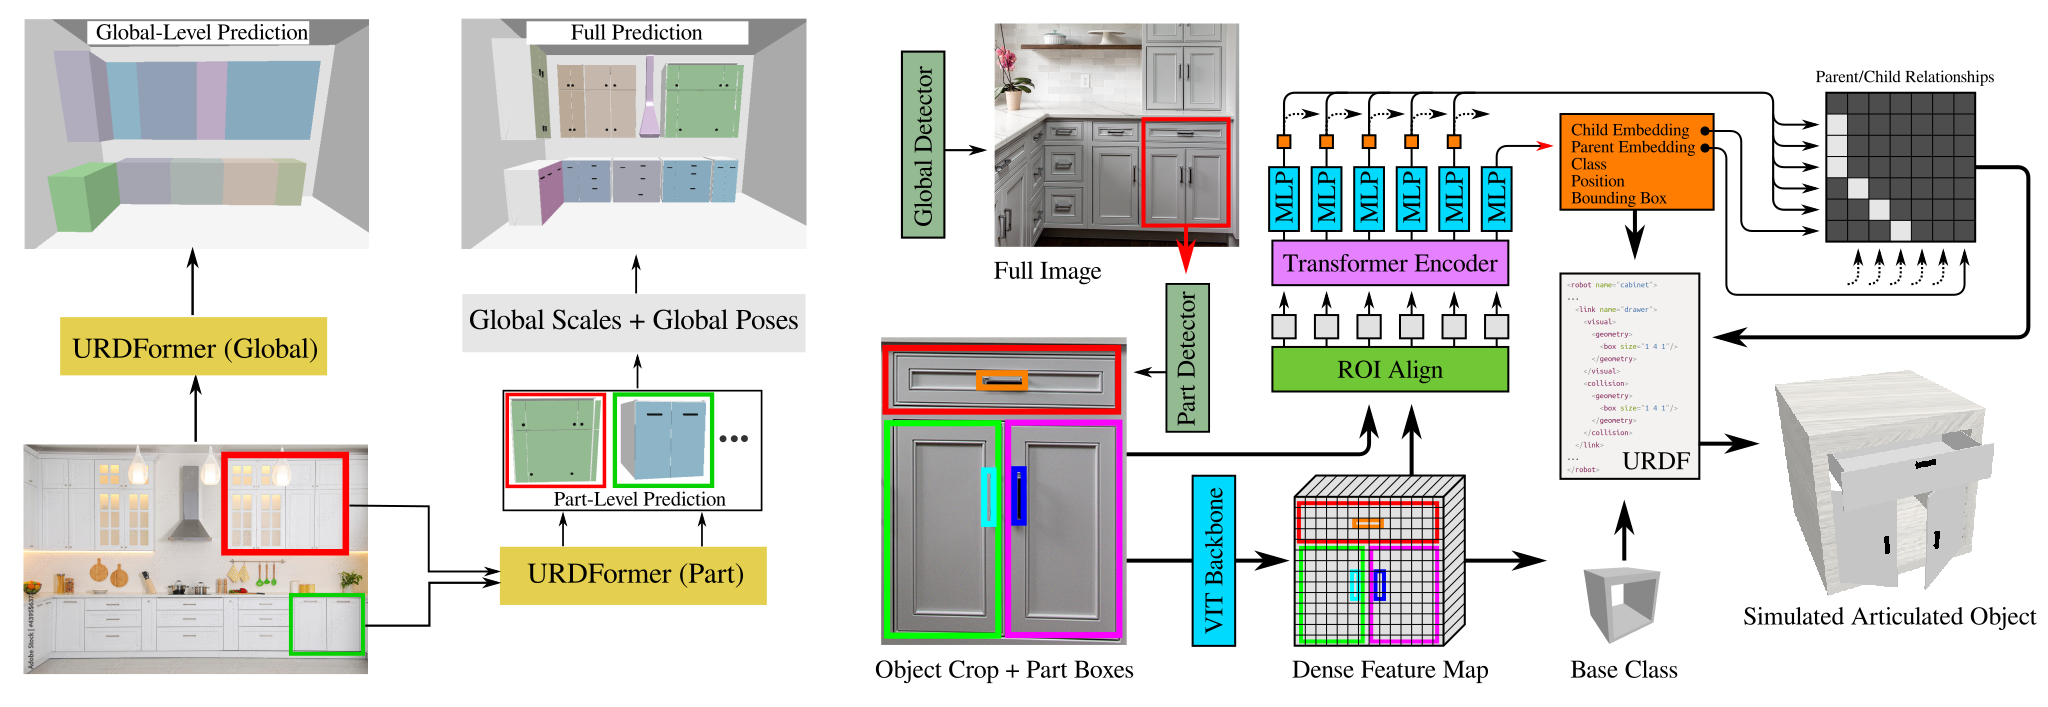 Global-Level Prediction
URDFormer (Global)
Adobe Stock | #43955637
Full Prediction
Global Scales + Global Poses
Part-Level Prediction
URDFormer (Part)
Global Detector
Full Image
Part Detector
Object Crop + Part Boxes
VIT Backbone
Dense Feature Map
ROI Align
Transformer Encoder
MLP
MLP
MLP
MLP
MLP
MLP
Child Embedding
Parent Embedding
Class
Position
Bounding Box
Parent/Child Relationships
<robot name="cabinet">
...
<link name="drawer">
<visual>
<geometry>
<box size="1 4 1"/>
</geometry>
</visual>
<collision>
<geometry>
<box size="1 4 1"/>
</geometry>
</collision>
</link>
...
</robot>
URDF
Base Class
Simulated Articulated Object